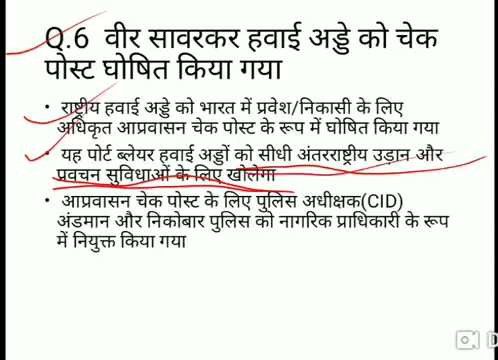 Q.6 वीर सावरकर हवाई अड्डे को चेक
पोस्ट घोषित किया गया
• राष्ट्रीय हवाई अड्डे को भारत में प्रवेश/निकासी के लिए
अधिकृत आप्रवासन चेक पोस्ट के रूप में घोषित किया गया
• यह पोर्ट ब्लेयर हवाई अड्डों को सीधी अंतरराष्ट्रीय उड़ान और
प्रवचन सुविधाओं के लिए खोलेगा
• आप्रवासन चेक पोस्ट के लिए पुलिस अधीक्षक(CID)
अंडमान और निकोबार पुलिस को नागरिक प्राधिकारी के रूप
में नियुक्त किया गया